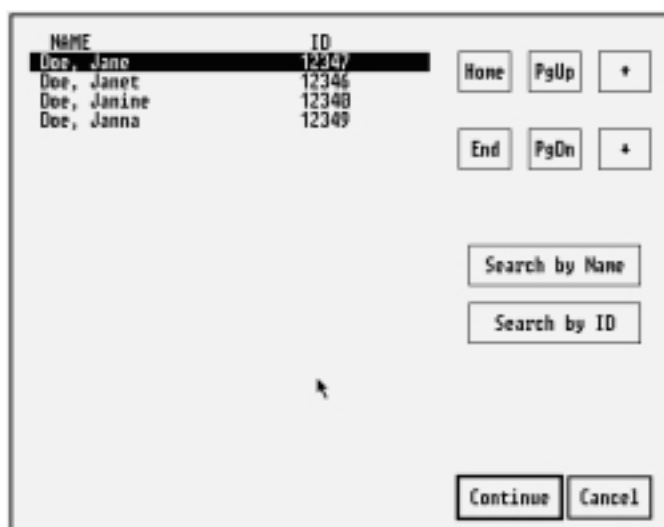 NAME ID
Doe, Jane 12347
Doe, Janet 12346
Doe, Janine 12348
Doe, Janna 12349
Home PgUp ↑
End PgDn ↓
Search by Name
Search by ID
Continue Cancel